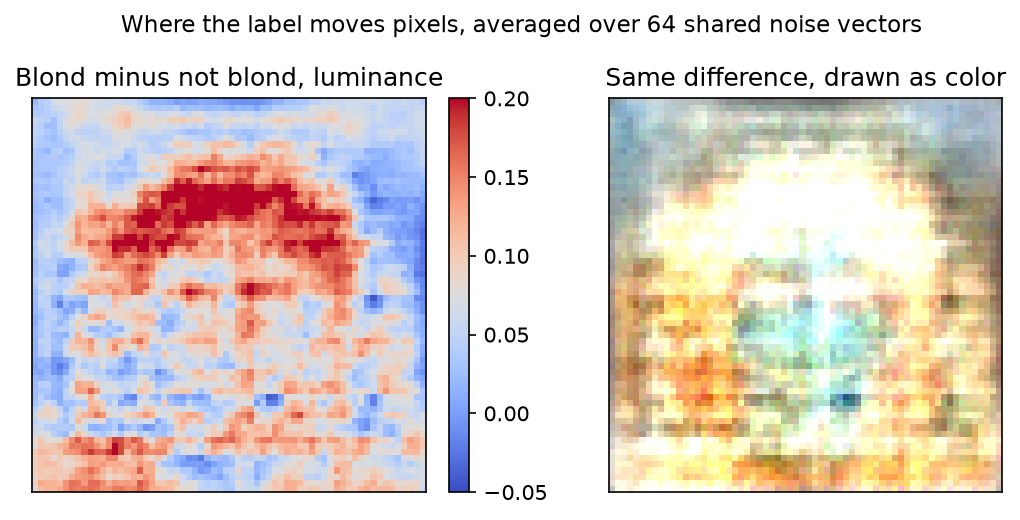 Where the label moves pixels, averaged over 64 shared noise vectors
Blond minus not blond, luminance
Same difference, drawn as color
0.20
0.15
0.10
0.05
0.00
−0.05